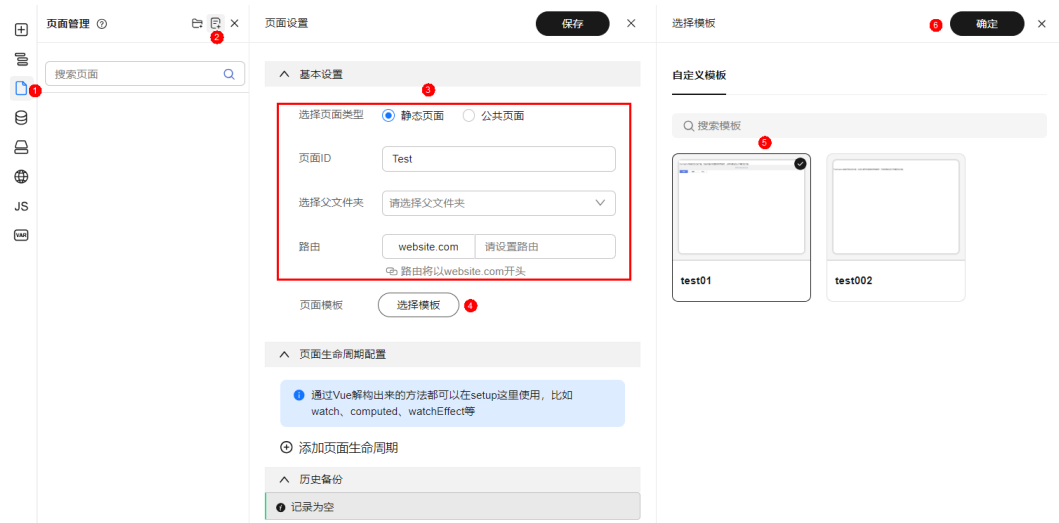 页面管理
2
1
搜索页面
JS
VAR
页面设置
保存
基本设置
3
选择页面类型
静态页面
公共页面
页面ID
Test
选择父文件夹
请选择父文件夹
路由
website.com
请设置路由
路由将以website.com开头
页面模板
选择模板
4
页面生命周期配置
通过Vue解构出来的方法都可以在setup这里使用，比如
watch、computed、watchEffect等
添加页面生命周期
历史备份
记录为空
选择模板
6
确定
自定义模板
搜索模板
5
test01
test002